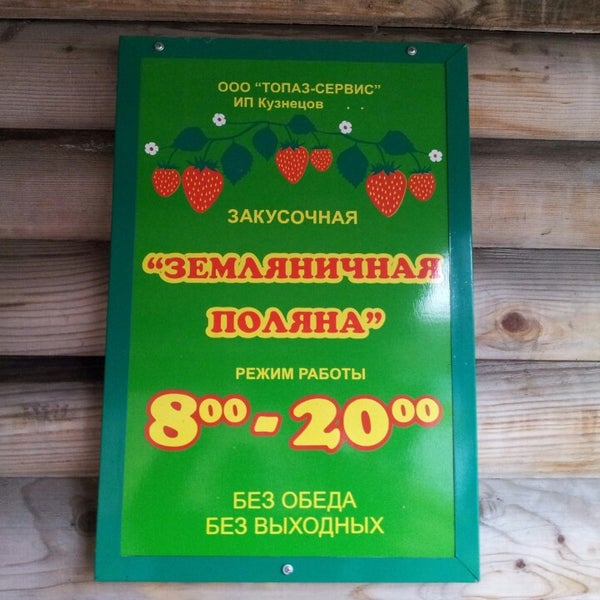 ООО "ТОПАЗ-СЕРВИС"
ИП Кузнецов
ЗАКУСОЧНАЯ
"ЗЕМЛЯНИЧНАЯ
ПОЛЯНА"
РЕЖИМ РАБОТЫ
8⁰⁰ - 20⁰⁰
БЕЗ ОБЕДА
БЕЗ ВЫХОДНЫХ